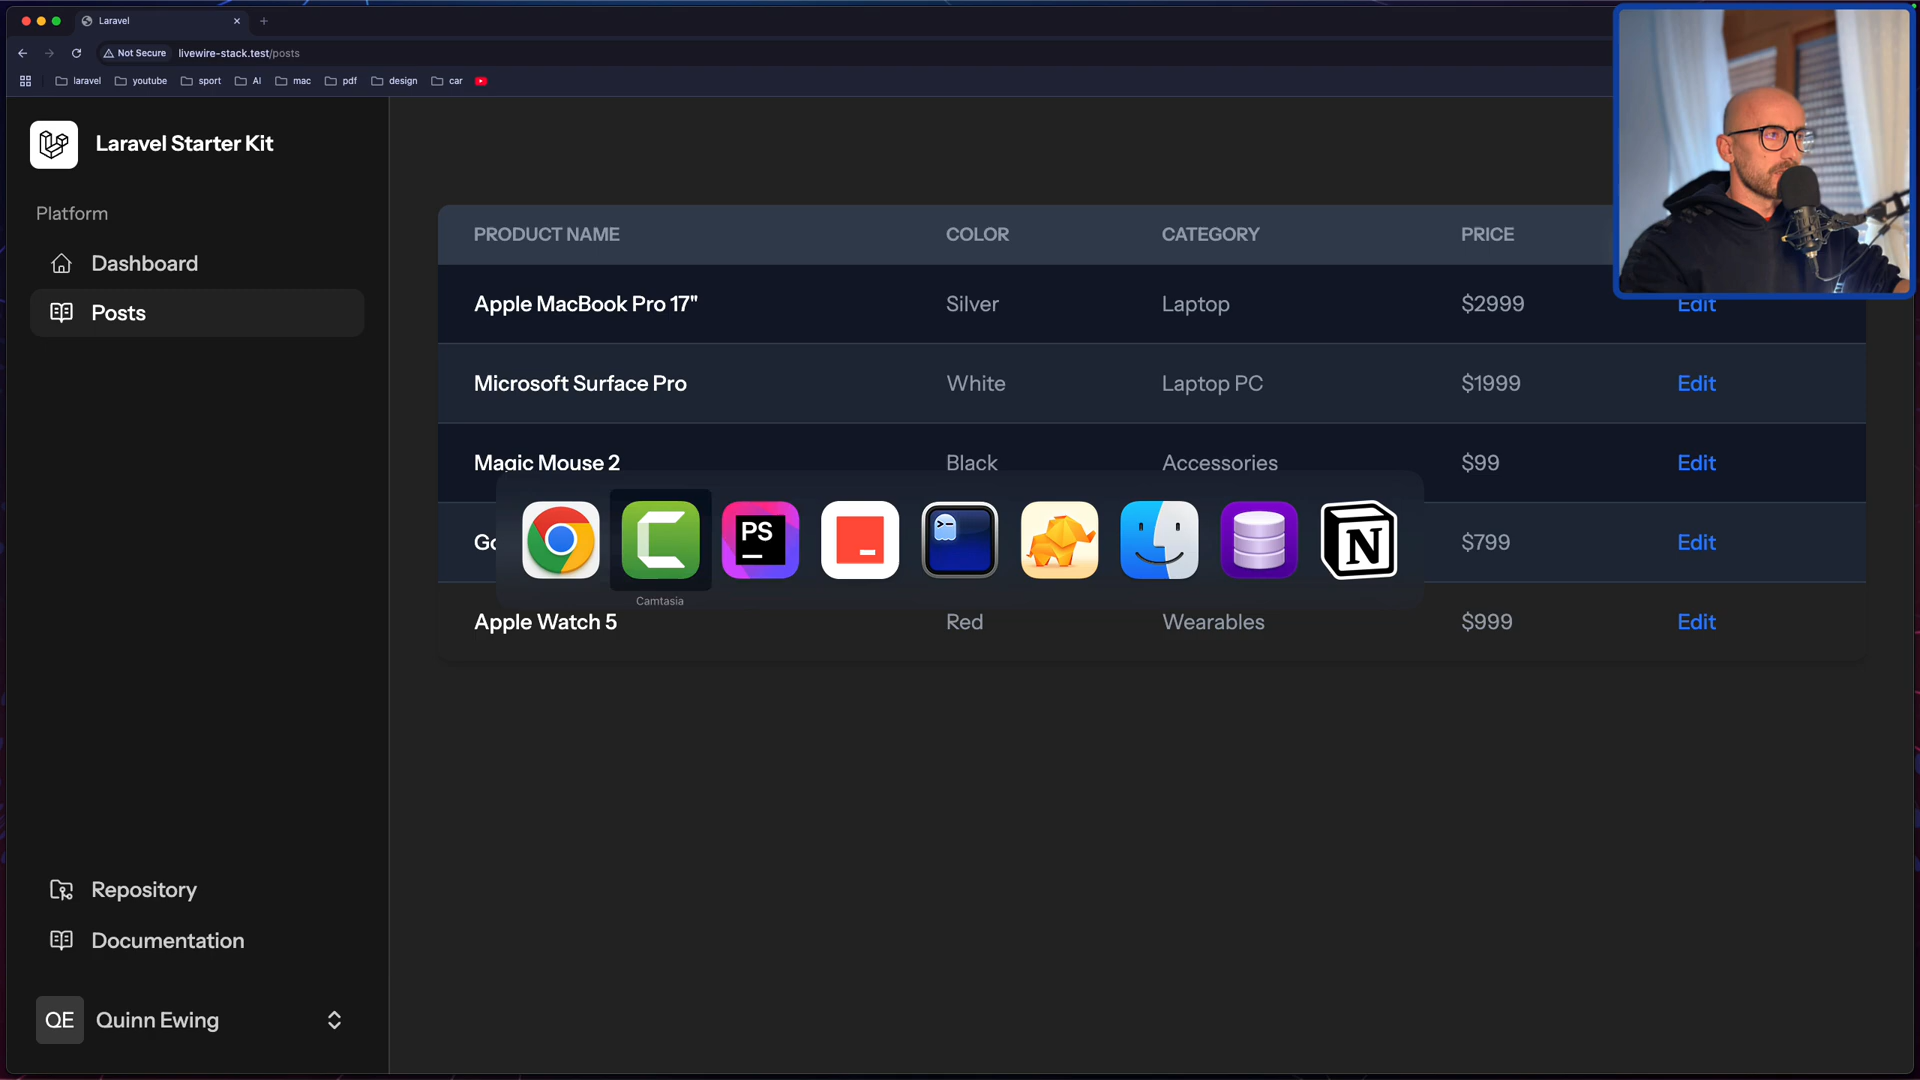 Laravel
Not Secure
livewire-stack.test/posts
laravel
youtube
sport
AI
mac
pdf
design
car
Laravel Starter Kit
Platform
Dashboard
Posts
PRODUCT NAME COLOR CATEGORY PRICE
Apple MacBook Pro 17" Silver Laptop $2999 Edit
Microsoft Surface Pro White Laptop PC $1999 Edit
Magic Mouse 2 Black Accessories $99 Edit
$799 Edit
PS
N
Camtasia
Apple Watch 5 Red Wearables $999 Edit
Repository
Documentation
QE Quinn Ewing